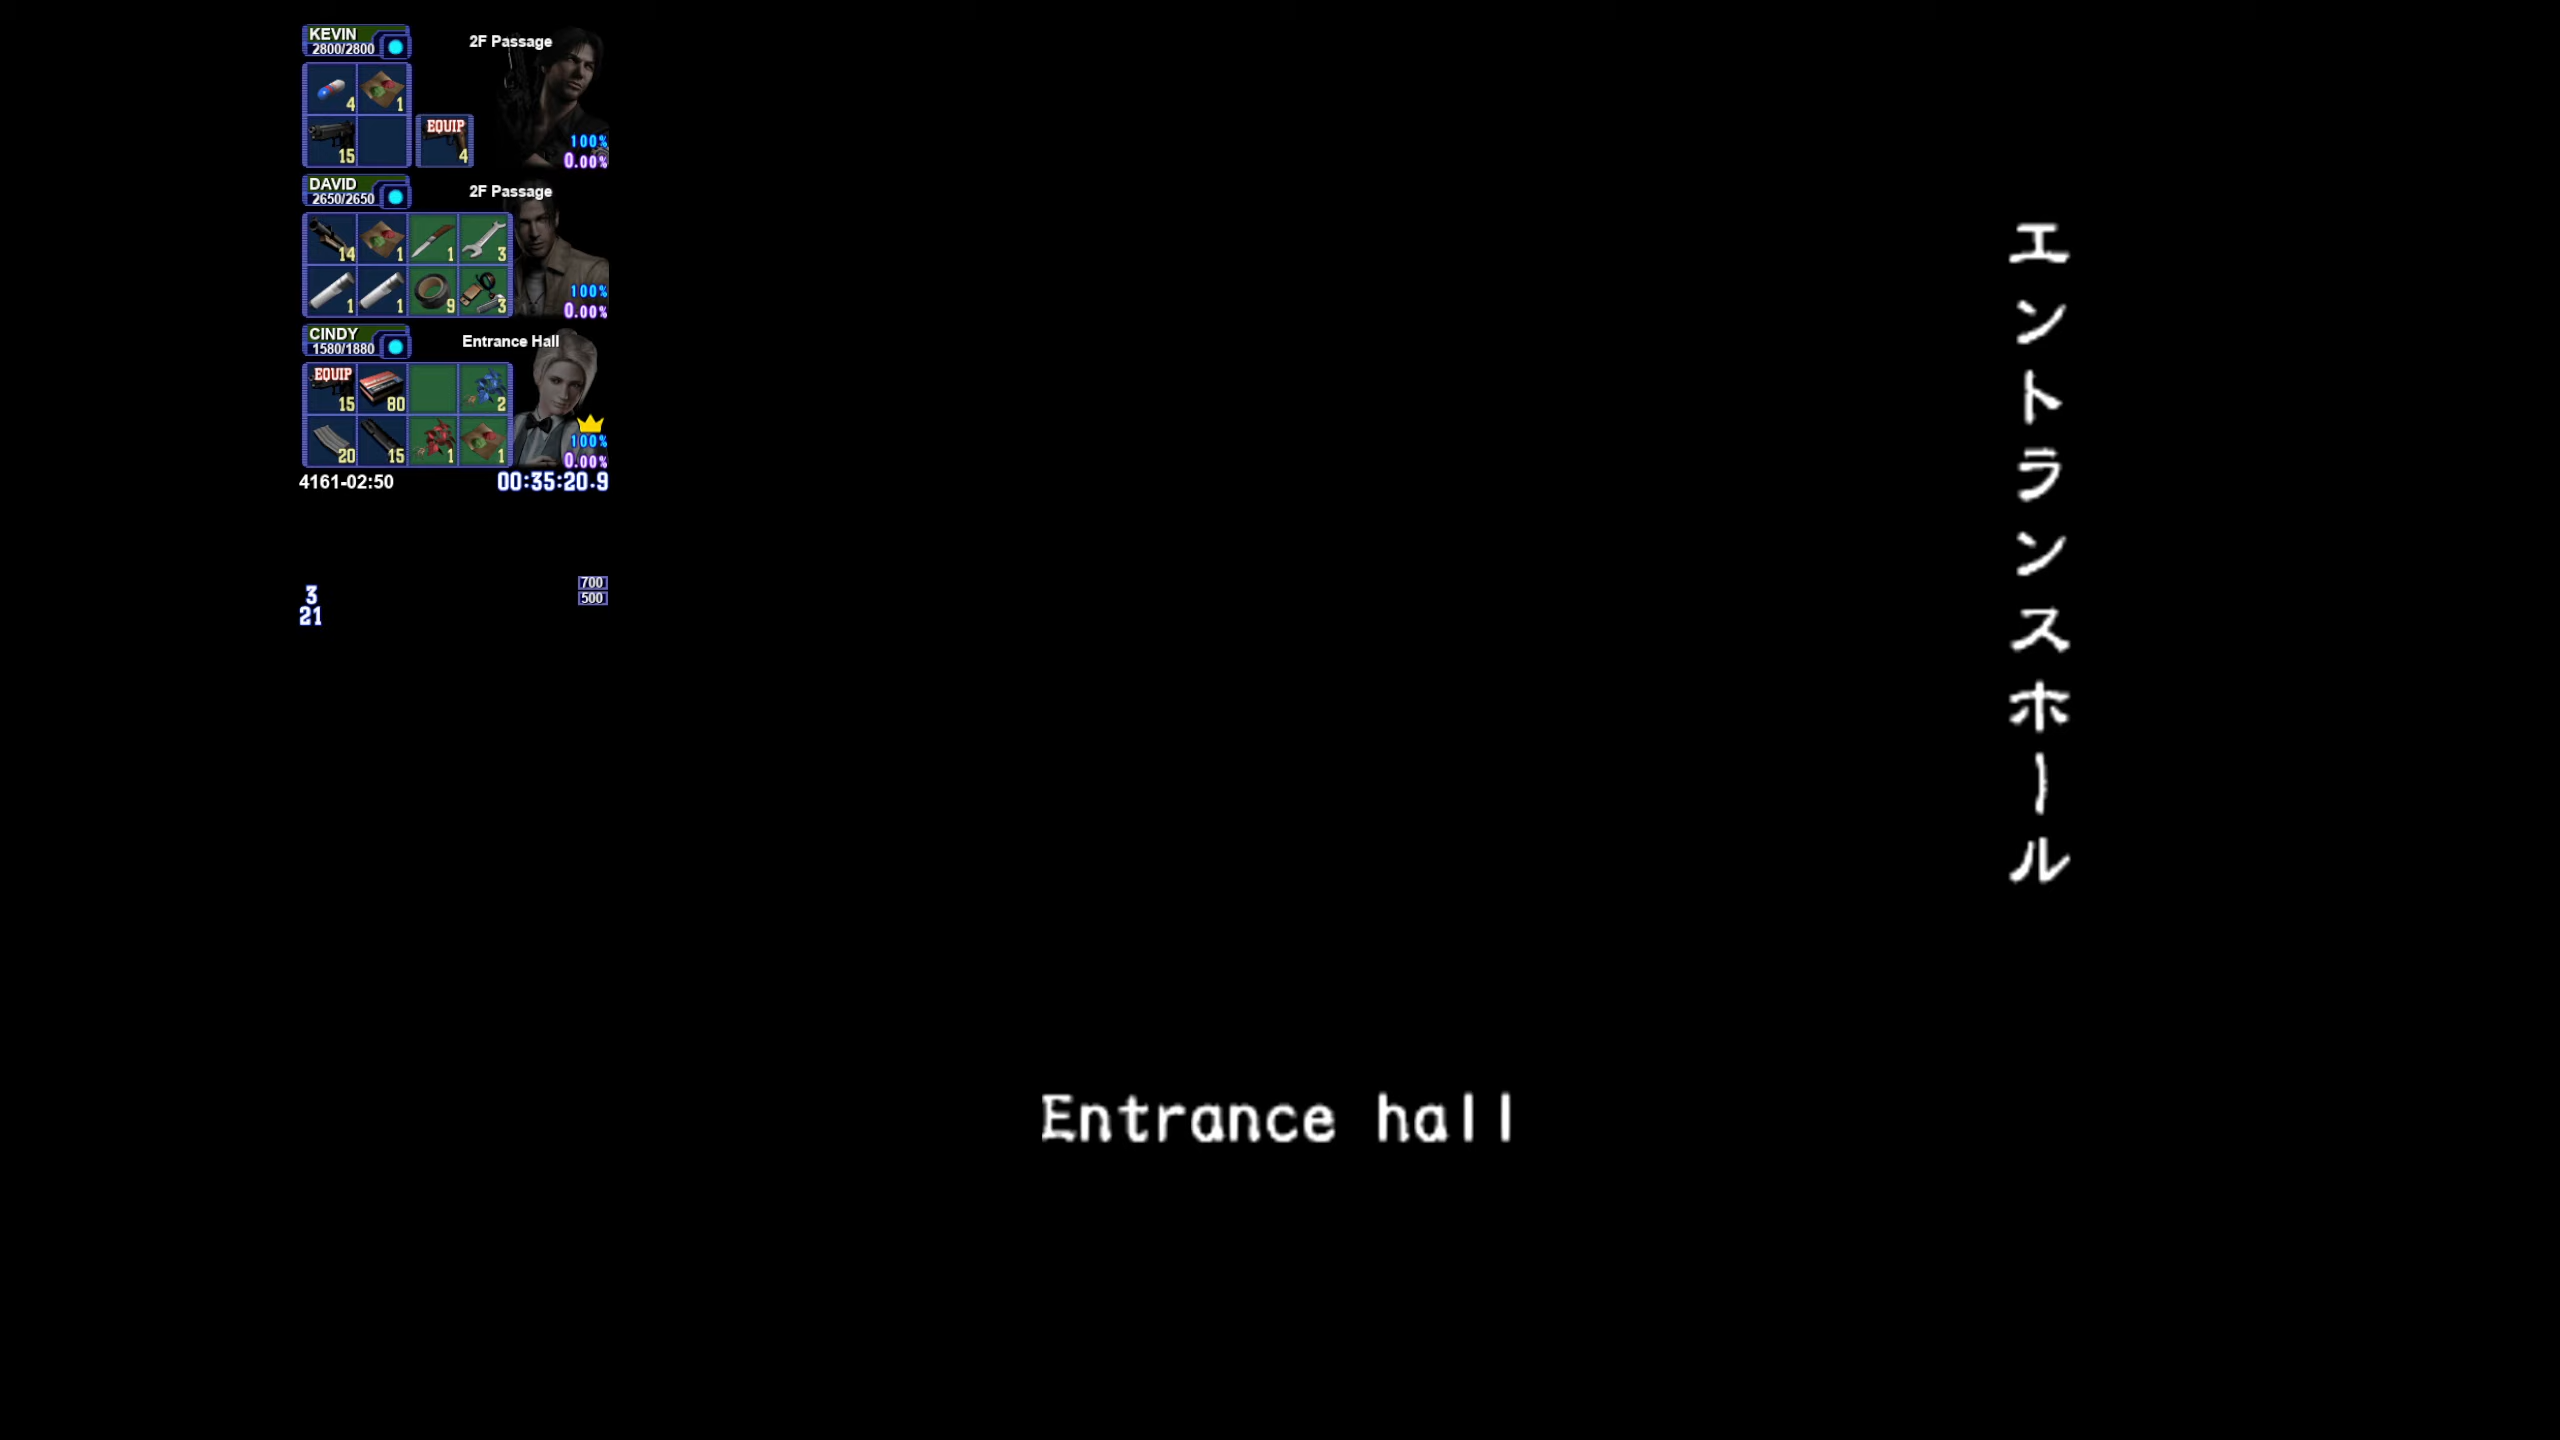 KEVIN
2800/2800
2F Passage
4 1
EQUIP
15 4
100%
0.00%
DAVID
2650/2650
2F Passage
14 1 1 3
1 1 9 3
100%
0.00%
CINDY
1580/1880
Entrance Hall
EQUIP
15 80 2
20 15 1 1
100%
0.00%
4161-02:50
00:35:20.9
3
21
700
500
エントランスホール
Entrance hall